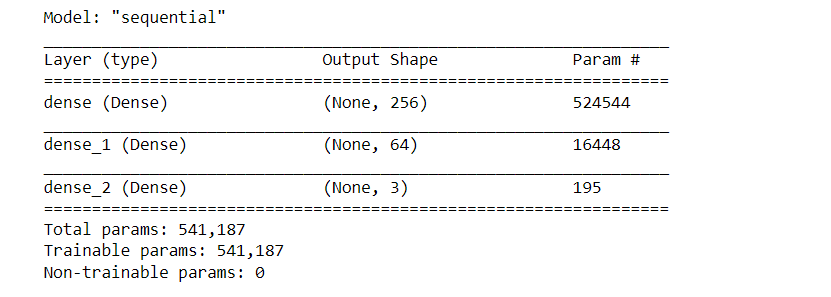 Model: "sequential"
_________________________________________________________________
Layer (type)                 Output Shape              Param #
=================================================================
dense (Dense)                (None, 256)               524544
_________________________________________________________________
dense_1 (Dense)              (None, 64)                16448
_________________________________________________________________
dense_2 (Dense)              (None, 3)                 195
=================================================================
Total params: 541,187
Trainable params: 541,187
Non-trainable params: 0